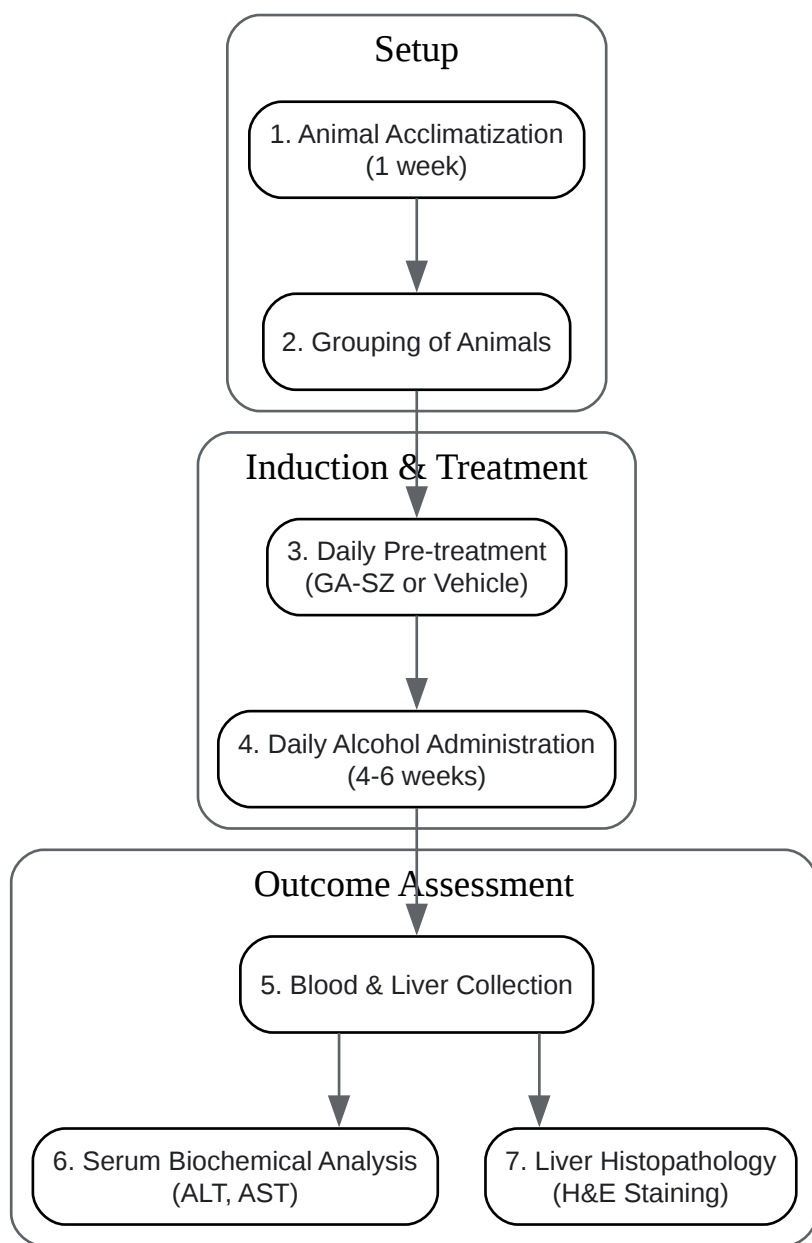 Setup
1. Animal Acclimatization
(1 week)
2. Grouping of Animals
Induction & Treatment
3. Daily Pre-treatment
(GA-SZ or Vehicle)
4. Daily Alcohol Administration
(4-6 weeks)
Outcome Assessment
5. Blood & Liver Collection
6. Serum Biochemical Analysis
(ALT, AST)
7. Liver Histopathology
(H&E Staining)